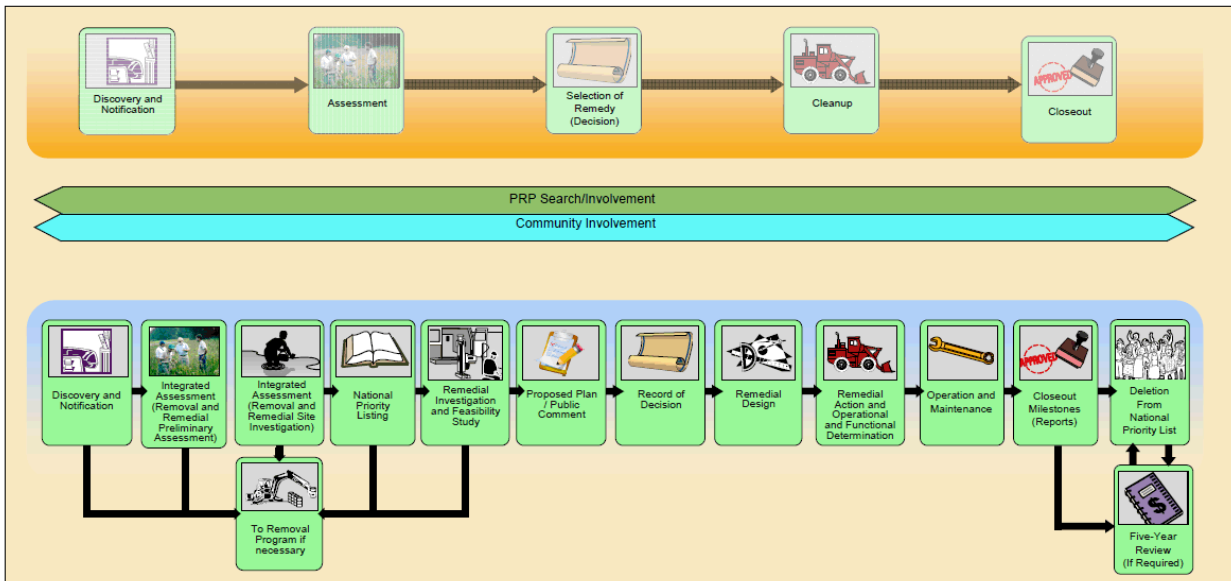 Discovery and
Notification
Assessment
Selection of
Remedy
(Decision)
Cleanup
APPROVED
Closeout
PRP Search/Involvement
Community Involvement
Discovery and
Notification
Integrated
Assessment
(Removal and
Remedial
Preliminary
Assessment)
Integrated
Assessment
(Removal and
Remedial Site
Investigation)
National
Priority
Listing
Remedial
Investigation
and Feasibility
Study
Proposed Plan
/ Public
Comment
Record of
Decision
Remedial
Design
Remedial
Action and
Operational
and Functional
Determination
Operation and
Maintenance
APPROVED
Closeout
Milestones
(Reports)
Deletion
From
National
Priority List
To Removal
Program if
necessary
$
Five-Year
Review
(If Required)